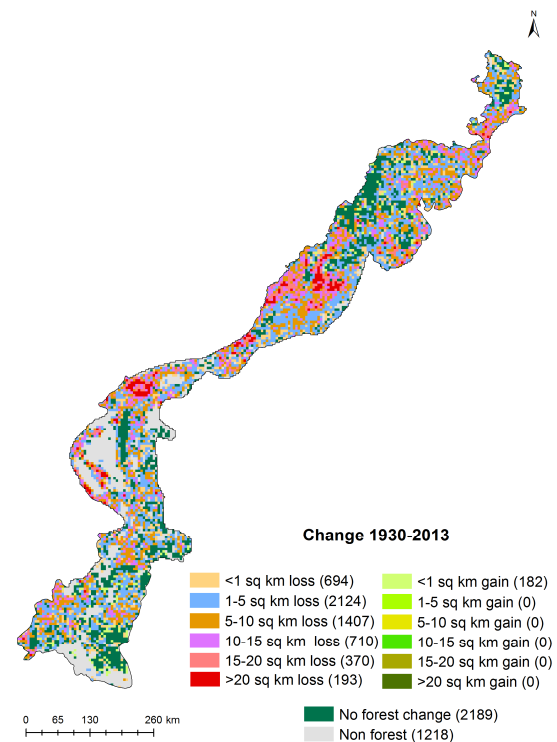 N
Change 1930-2013
<1 sq km loss (694)
1-5 sq km loss (2124)
5-10 sq km loss (1407)
10-15 sq km loss (710)
15-20 sq km loss (370)
>20 sq km loss (193)
<1 sq km gain (182)
1-5 sq km gain (0)
5-10 sq km gain (0)
10-15 sq km gain (0)
15-20 sq km gain (0)
>20 sq km gain (0)
No forest change (2189)
Non forest (1218)
0 65 130 260 km